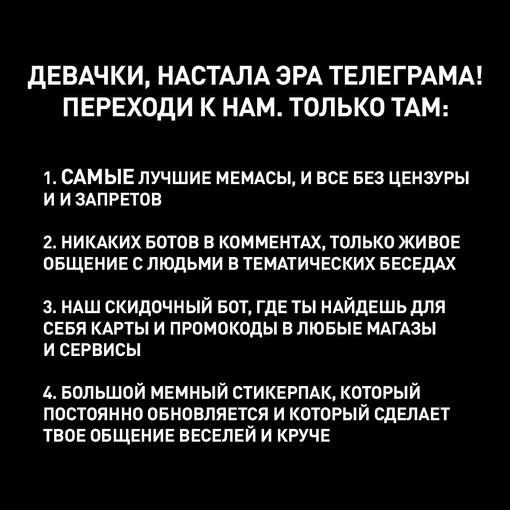 ДЕВАЧКИ, НАСТАЛА ЭРА ТЕЛЕГРАМА!
ПЕРЕХОДИ К НАМ. ТОЛЬКО ТАМ:
1. САМЫЕ ЛУЧШИЕ МЕМАСЫ, И ВСЕ БЕЗ ЦЕНЗУРЫ
И И ЗАПРЕТОВ
2. НИКАКИХ БОТОВ В КОММЕНТАХ, ТОЛЬКО ЖИВОЕ
ОБЩЕНИЕ С ЛЮДЬМИ В ТЕМАТИЧЕСКИХ БЕСЕДАХ
3. НАШ СКИДОЧНЫЙ БОТ, ГДЕ ТЫ НАЙДЕШЬ ДЛЯ
СЕБЯ КАРТЫ И ПРОМОКОДЫ В ЛЮБЫЕ МАГАЗЫ
И СЕРВИСЫ
4. БОЛЬШОЙ МЕМНЫЙ СТИКЕРПАК, КОТОРЫЙ
ПОСТОЯННО ОБНОВЛЯЕТСЯ И КОТОРЫЙ СДЕЛАЕТ
ТВОЕ ОБЩЕНИЕ ВЕСЕЛЕЙ И КРУЧЕ